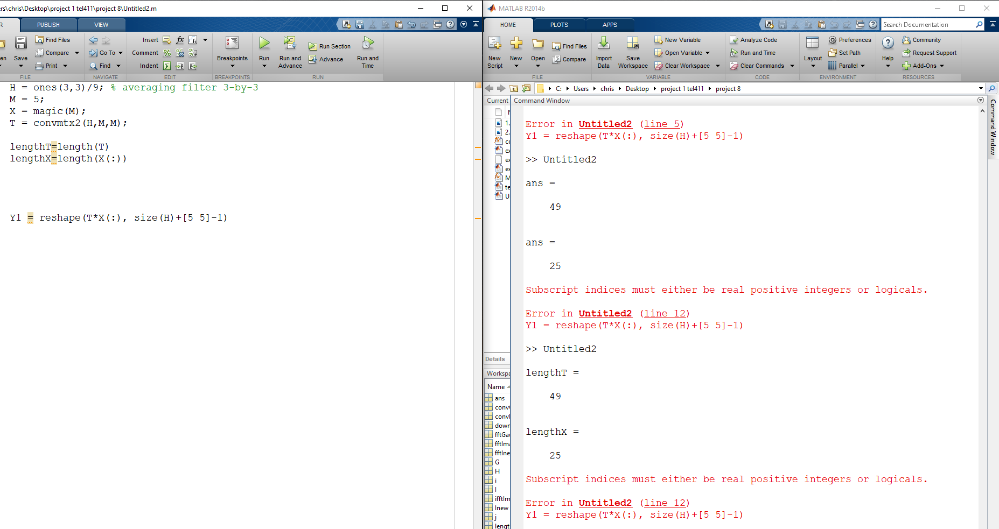 rs\chris\Desktop\project 1 tel411\project 8\Untitled2.m
R PUBLISH VIEW
en Save Find Files Compare Print
Go To Find
Insert fx
Comment
Indent
Breakpoints
Run
Run and Advance
Run Section
Advance
Run and Time
FILE NAVIGATE EDIT BREAKPOINTS RUN
H = ones(3,3)/9; % averaging filter 3-by-3
M = 5;
X = magic(M);
T = convmtx2(H,M,M);
lengthT=length(T)
lengthX=length(X(:))
Y1 = reshape(T*X(:), size(H)+[5 5]-1)
MATLAB R2014b
HOME PLOTS APPS
Search Documentation
New Script
New
Open
Find Files
Compare
Import Data
Save Workspace
New Variable
Open Variable
Clear Workspace
Analyze Code
Run and Time
Clear Commands
Layout
Preferences
Set Path
Parallel
Help
Community
Request Support
Add-Ons
FILE VARIABLE CODE ENVIRONMENT RESOURCES
C: Users chris Desktop project 1 tel411 project 8
Current
Command Window
Command Window
N
1.
2.
co
ex
ex
ex
M
te
U
Details
Workspa
Name
ans
conv
conv
down
fftGau
fftIma
fftIne
G
H
i
I
ifftIm
Inew
j
lengt
Error in Untitled2 (line 5)
Y1 = reshape(T*X(:), size(H)+[5 5]-1)
>> Untitled2
ans =
49
ans =
25
Subscript indices must either be real positive integers or logicals.
Error in Untitled2 (line 12)
Y1 = reshape(T*X(:), size(H)+[5 5]-1)
>> Untitled2
lengthT =
49
lengthX =
25
Subscript indices must either be real positive integers or logicals.
Error in Untitled2 (line 12)
Y1 = reshape(T*X(:), size(H)+[5 5]-1)